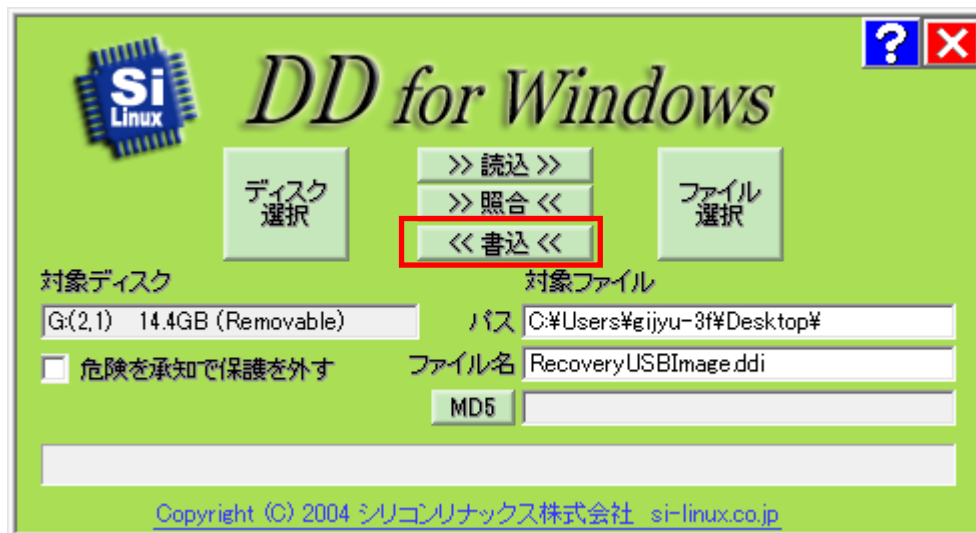 ? ×
Si
Linux
DD for Windows
ディスク
選択
>> 読込 >>
>> 照合 <<
<< 書込 <<
ファイル
選択
対象ディスク
対象ファイル
G:(2,1) 14.4GB (Removable)
パス C:¥Users¥gijyu-3f¥Desktop¥
危険を承知で保護を外す
ファイル名 RecoveryUSBImage.ddi
MD5
Copyright (C) 2004 シリコンリナックス株式会社 si-linux.co.jp